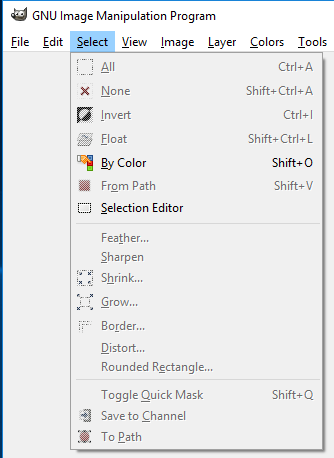 GNU Image Manipulation Program
File Edit Select View Image Layer Colors Tools
All Ctrl+A
None Shift+Ctrl+A
Invert Ctrl+I
Float Shift+Ctrl+L
By Color Shift+O
From Path Shift+V
Selection Editor
Feather...
Sharpen
Shrink...
Grow...
Border...
Distort...
Rounded Rectangle...
Toggle Quick Mask Shift+Q
Save to Channel
To Path